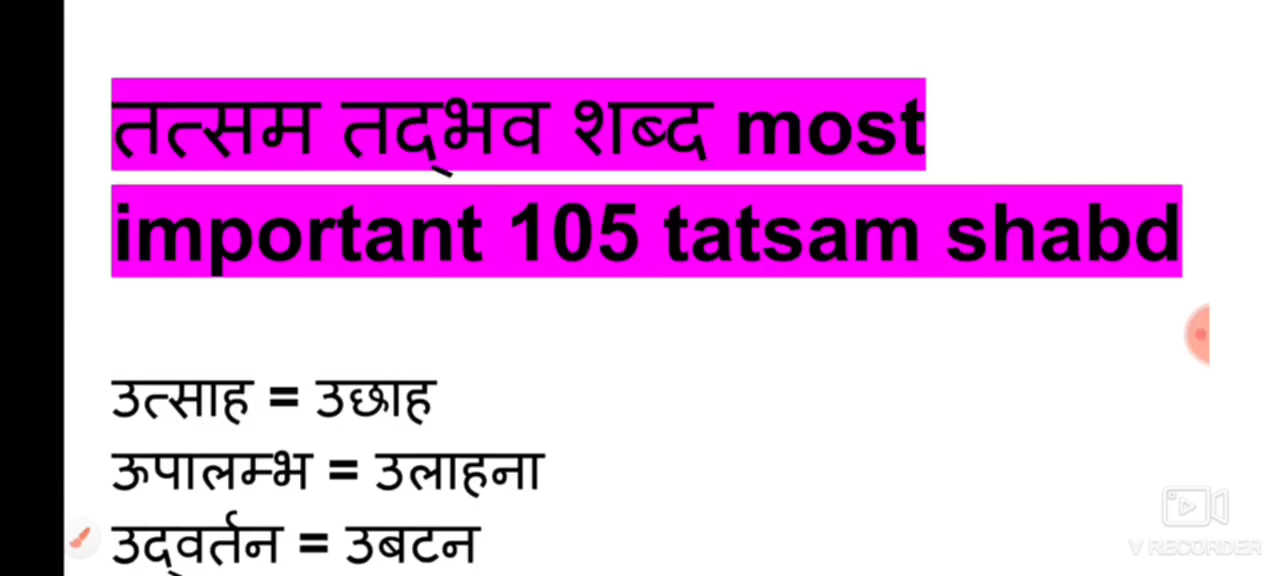 तत्सम तद्भव शब्द most
important 105 tatsam shabd
उत्साह = उछाह
ऊपालम्भ = उलाहना
उद्वर्तन = उबटन
V RECORDER